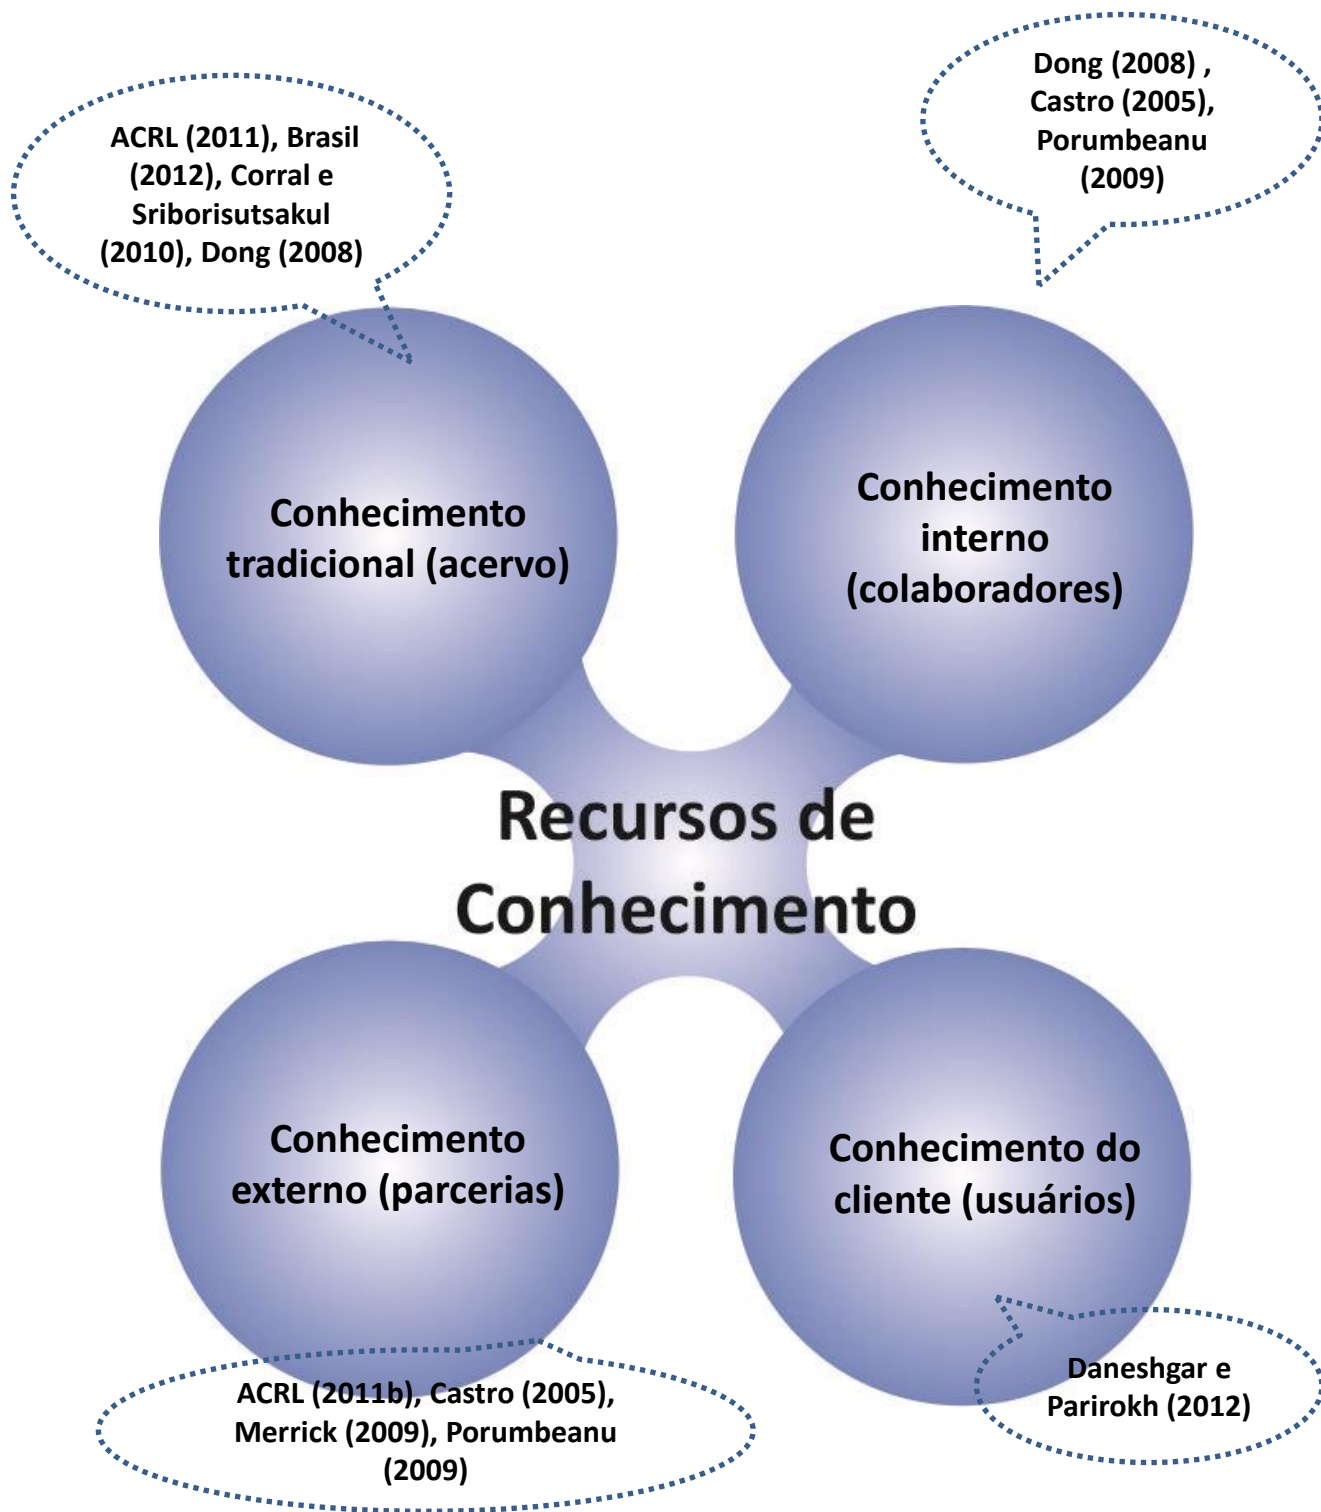 ACRL (2011), Brasil
(2012), Corral e
Sriborisutsakul
(2010), Dong (2008)
Dong (2008) ,
Castro (2005),
Porumbeanu
(2009)
Conhecimento
tradicional (acervo)
Conhecimento
interno
(colaboradores)
Recursos de
Conhecimento
Conhecimento
externo (parcerias)
Conhecimento do
cliente (usuários)
ACRL (2011b), Castro (2005),
Merrick (2009), Porumbeanu
(2009)
Daneshgar e
Parirokh (2012)